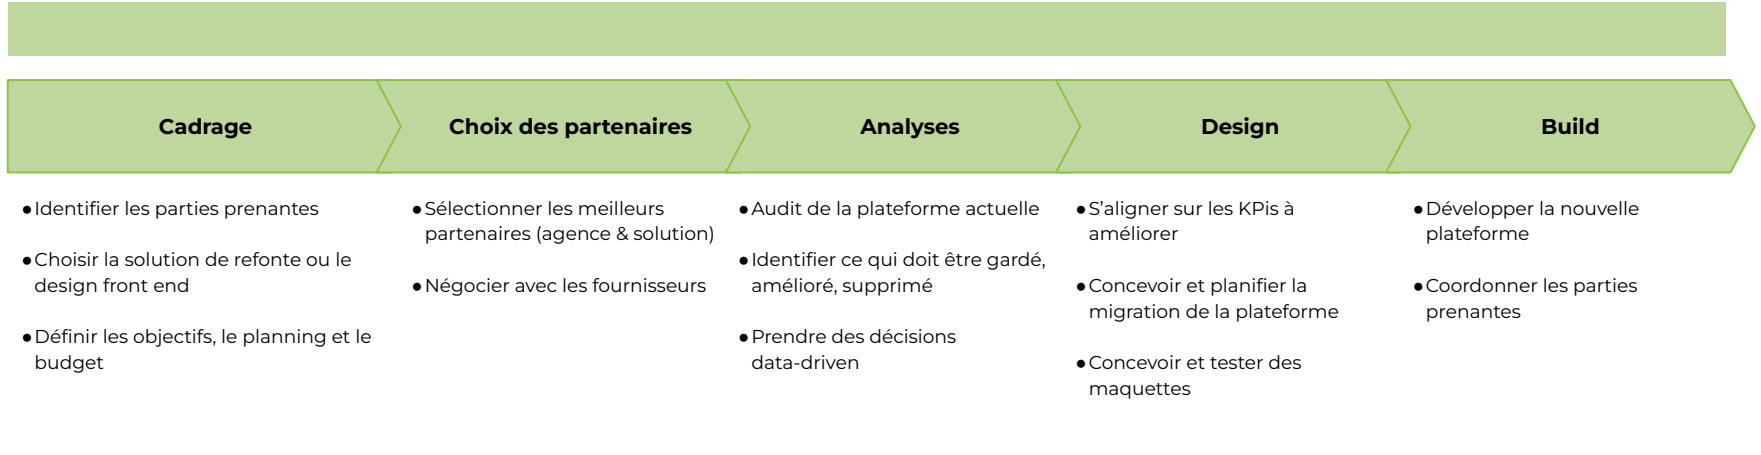 Cadrage
Choix des partenaires
Analyses
Design
Build
●Identifier les parties prenantes
●Choisir la solution de refonte ou le
design front end
●Définir les objectifs, le planning et le
budget
●Sélectionner les meilleurs
partenaires (agence & solution)
●Négocier avec les fournisseurs
●Audit de la plateforme actuelle
●Identifier ce qui doit être gardé,
amélioré, supprimé
●Prendre des décisions
data-driven
●S’aligner sur les KPis à
améliorer
●Concevoir et planifier la
migration de la plateforme
●Concevoir et tester des
maquettes
●Développer la nouvelle
plateforme
●Coordonner les parties
prenantes